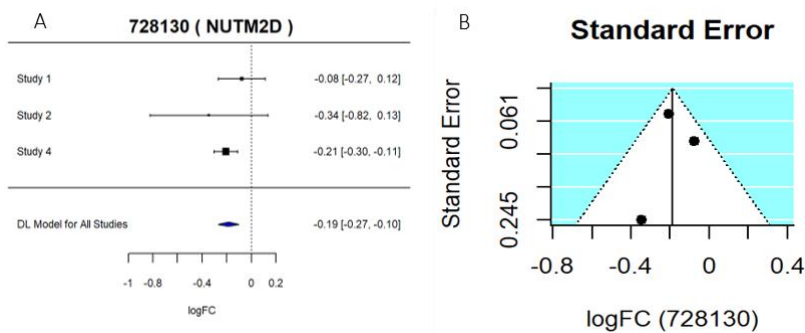 A
728130 ( NUTM2D )
Study 1 -0.08 [-0.27, 0.12]
Study 2 -0.34 [-0.82, 0.13]
Study 4 -0.21 [-0.30, -0.11]
DL Model for All Studies -0.19 [-0.27, -0.10]
-1 -0.8 -0.4 0 0.2
logFC
B
Standard Error
Standard Error
0.061
0.245
-0.8 -0.4 0 0.4
logFC (728130)